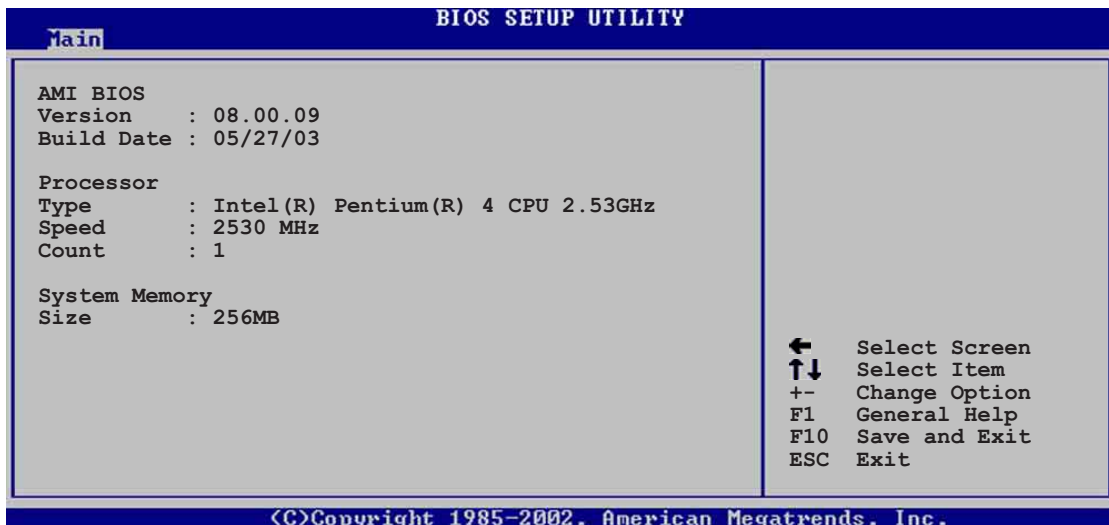 BIOS SETUP UTILITY
Main
AMI BIOS
Version : 08.00.09
Build Date : 05/27/03
Processor
Type : Intel(R) Pentium(R) 4 CPU 2.53GHz
Speed : 2530 MHz
Count : 1
System Memory
Size : 256MB
← Select Screen
↑↓ Select Item
+- Change Option
F1 General Help
F10 Save and Exit
ESC Exit
(C)Copyright 1985-2002, American Megatrends, Inc.